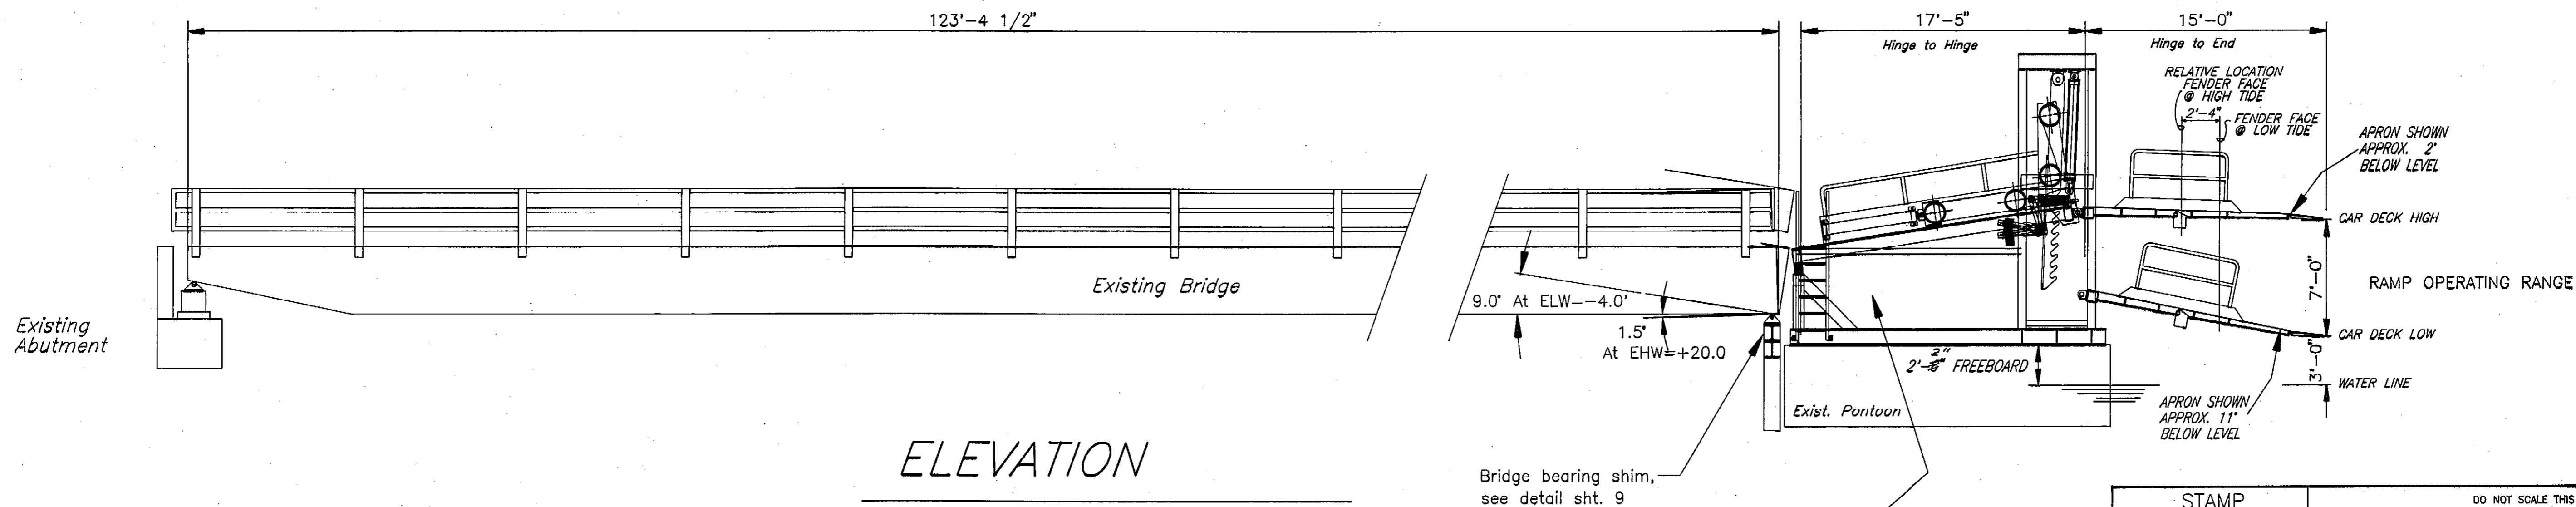 123'-4 1/2"
17'-5"
Hinge to Hinge
15'-0"
Hinge to End
RELATIVE LOCATION
FENDER FACE
@ HIGH TIDE
2'-4"
FENDER FACE
@ LOW TIDE
APRON SHOWN
APPROX. 2°
BELOW LEVEL
CAR DECK HIGH
7'-0"
RAMP OPERATING RANGE
CAR DECK LOW
3'-0"
WATER LINE
APRON SHOWN
APPROX. 11°
BELOW LEVEL
Existing
Abutment
Existing Bridge
9.0° At ELW=-4.0'
1.5°
At EHW=+20.0
2"
2'- FREEBOARD
Exist. Pontoon
ELEVATION
Bridge bearing shim,
see detail sht. 9
STAMP
DO NOT SCALE THIS